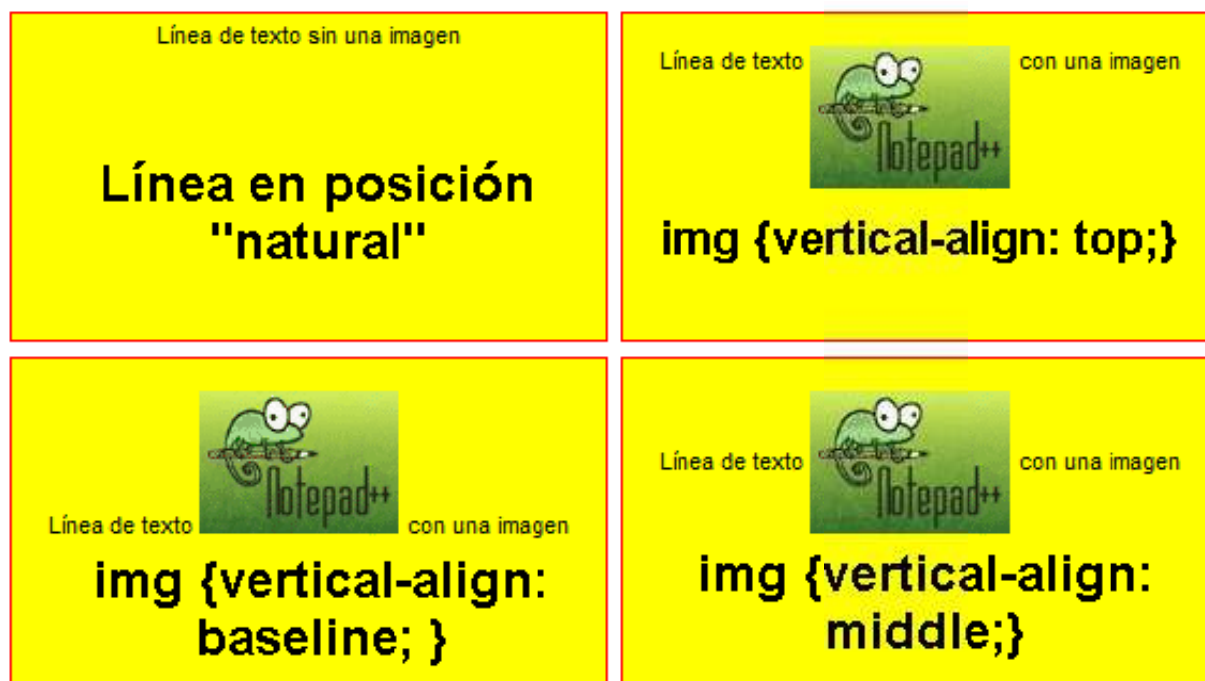 Línea de texto sin una imagen
Línea en posición
"natural"
Línea de texto Notepad++ con una imagen
img {vertical-align: top;}
Notepad++
Línea de texto con una imagen
img {vertical-align:
baseline; }
Línea de texto Notepad++ con una imagen
img {vertical-align:
middle;}